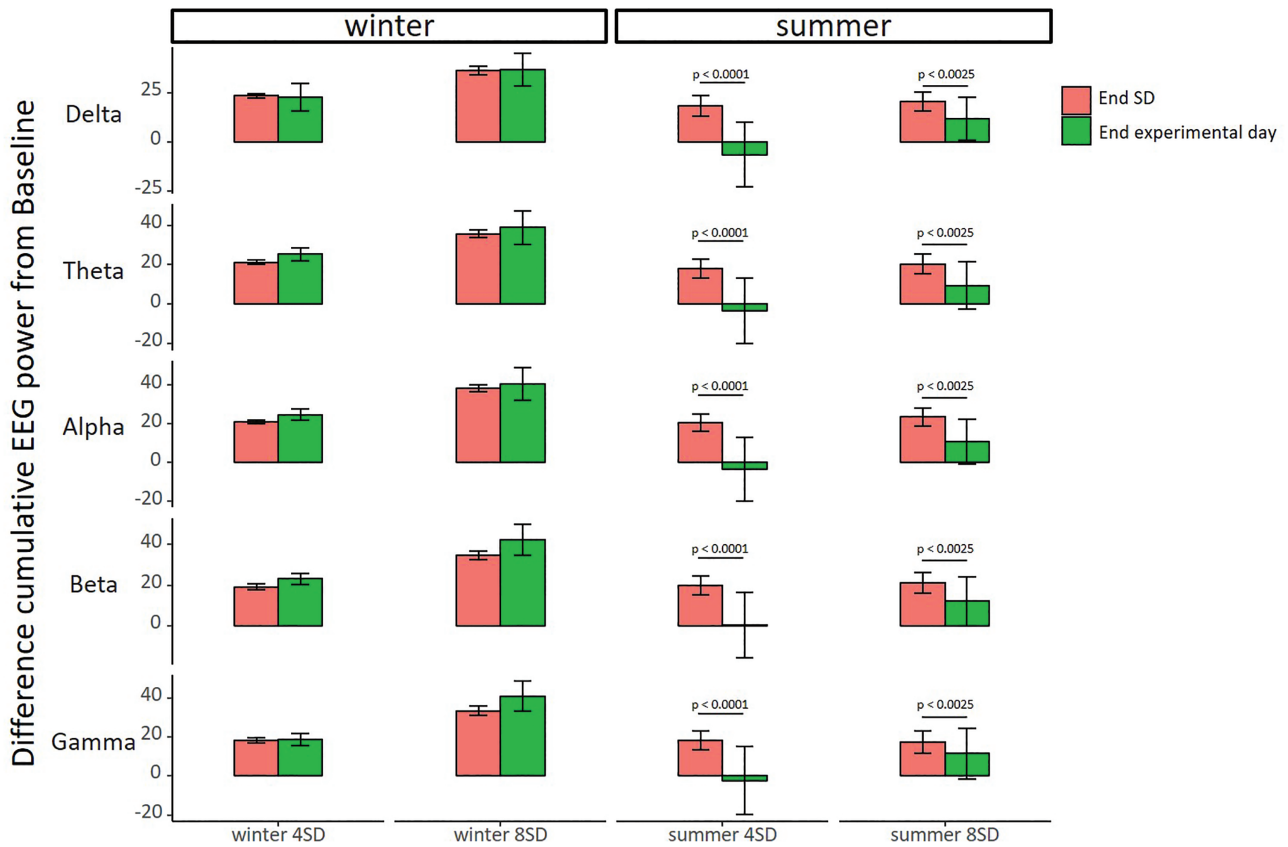 winter
summer
Difference cumulative EEG power from Baseline
Delta
25
0
-25
p < 0.0001
p < 0.0025
End SD
End experimental day
Theta
40
20
0
-20
p < 0.0001
p < 0.0025
Alpha
40
20
0
-20
p < 0.0001
p < 0.0025
Beta
40
20
0
p < 0.0001
p < 0.0025
Gamma
40
20
0
-20
p < 0.0001
p < 0.0025
winter 4SD
winter 8SD
summer 4SD
summer 8SD